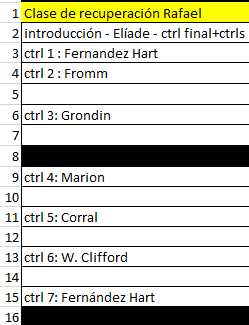 1 Clase de recuperación Rafael
2 introducción - Elíade - ctrl final+ctrls
3 ctrl 1 : Fernandez Hart
4 ctrl 2 : Fromm
5
6 ctrl 3: Grondin
7
8
9 ctrl 4: Marion
10
11 ctrl 5: Corral
12
13 ctrl 6: W. Clifford
14
15 ctrl 7: Fernández Hart
16